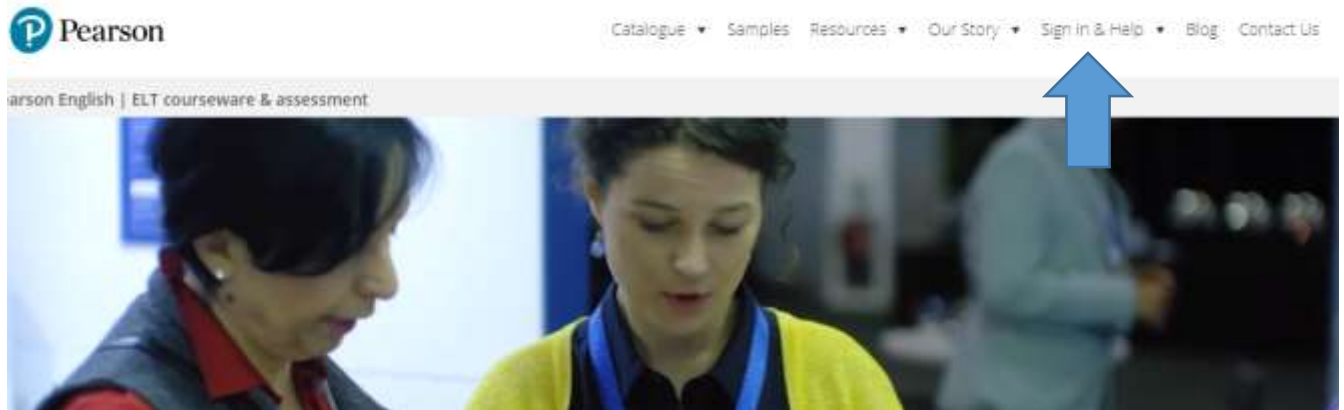 Pearson
Catalogue ▾ Samples Resources ▾ Our Story ▾ Sign In & Help ▾ Blog Contact Us
arson English | ELT courseware & assessment